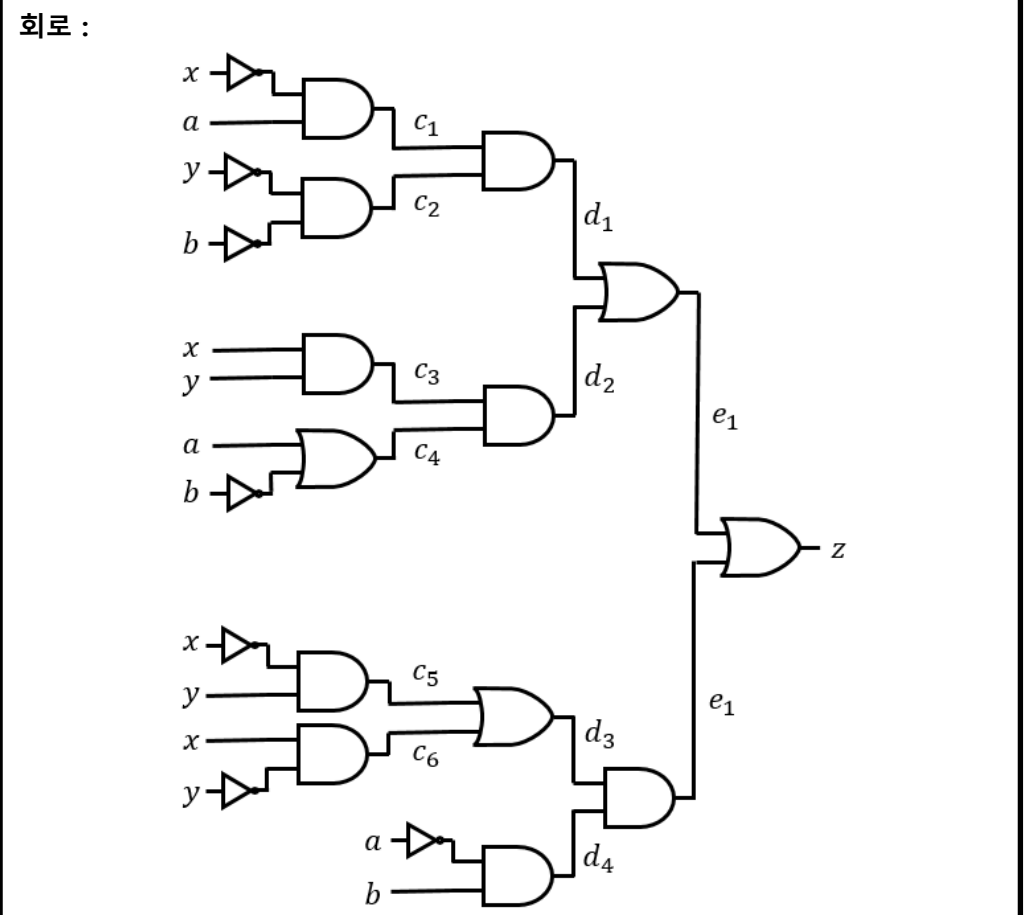 회로 :
x
a
c₁
y
c₂
b
d₁
x
y
c₃
d₂
a
c₄
b
e₁
z
x
c₅
y
e₁
x
c₆
d₃
y
a
d₄
b